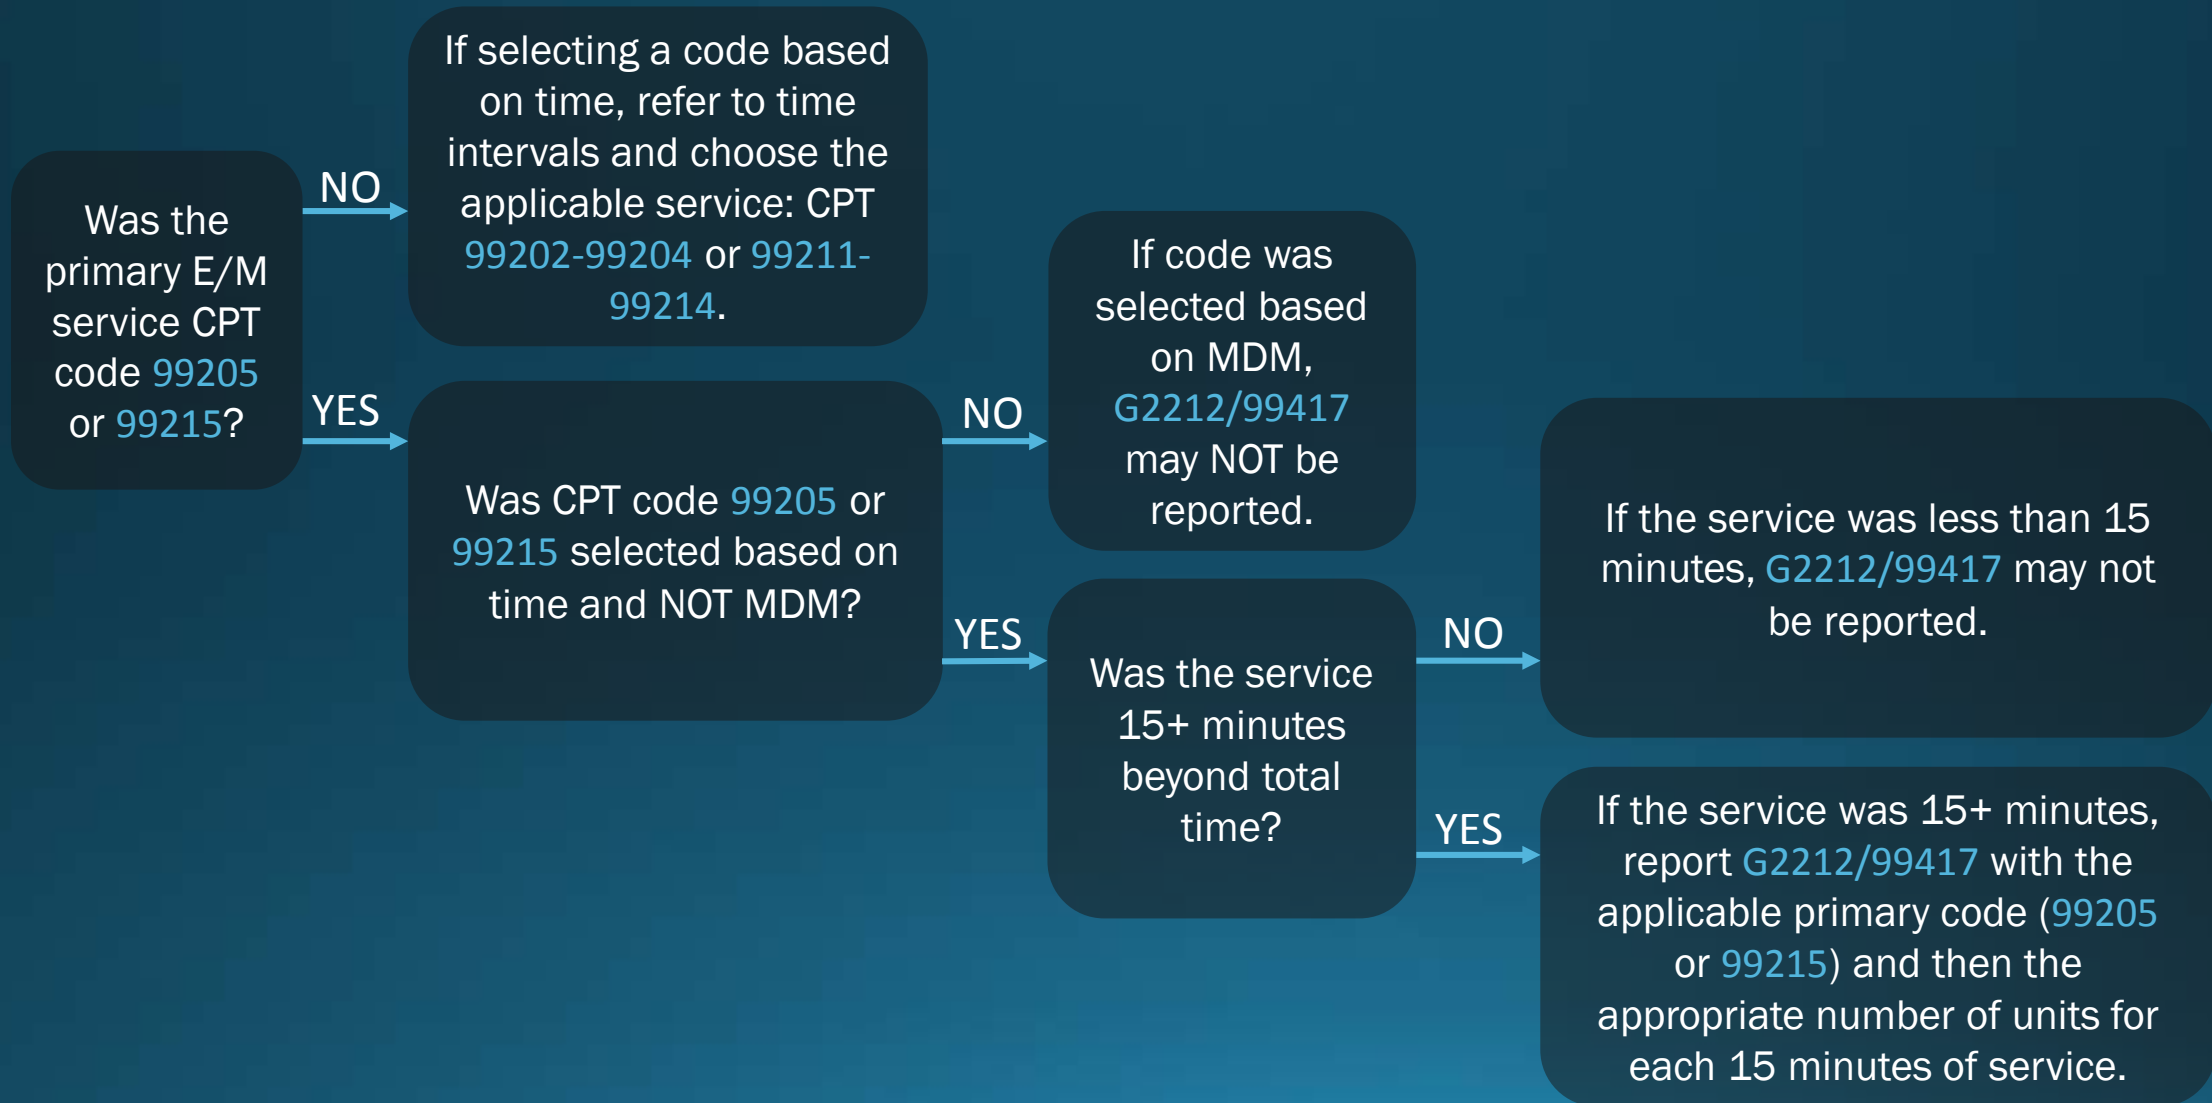 Was the
primary E/M
service CPT
code 99205
or 99215?
NO
If selecting a code based
on time, refer to time
intervals and choose the
applicable service: CPT
99202-99204 or 99211-
99214.
YES
Was CPT code 99205 or
99215 selected based on
time and NOT MDM?
NO
If code was
selected based
on MDM,
G2212/99417
may NOT be
reported.
YES
Was the service
15+ minutes
beyond total
time?
NO
If the service was less than 15
minutes, G2212/99417 may not
be reported.
YES
If the service was 15+ minutes,
report G2212/99417 with the
applicable primary code (99205
or 99215) and then the
appropriate number of units for
each 15 minutes of service.